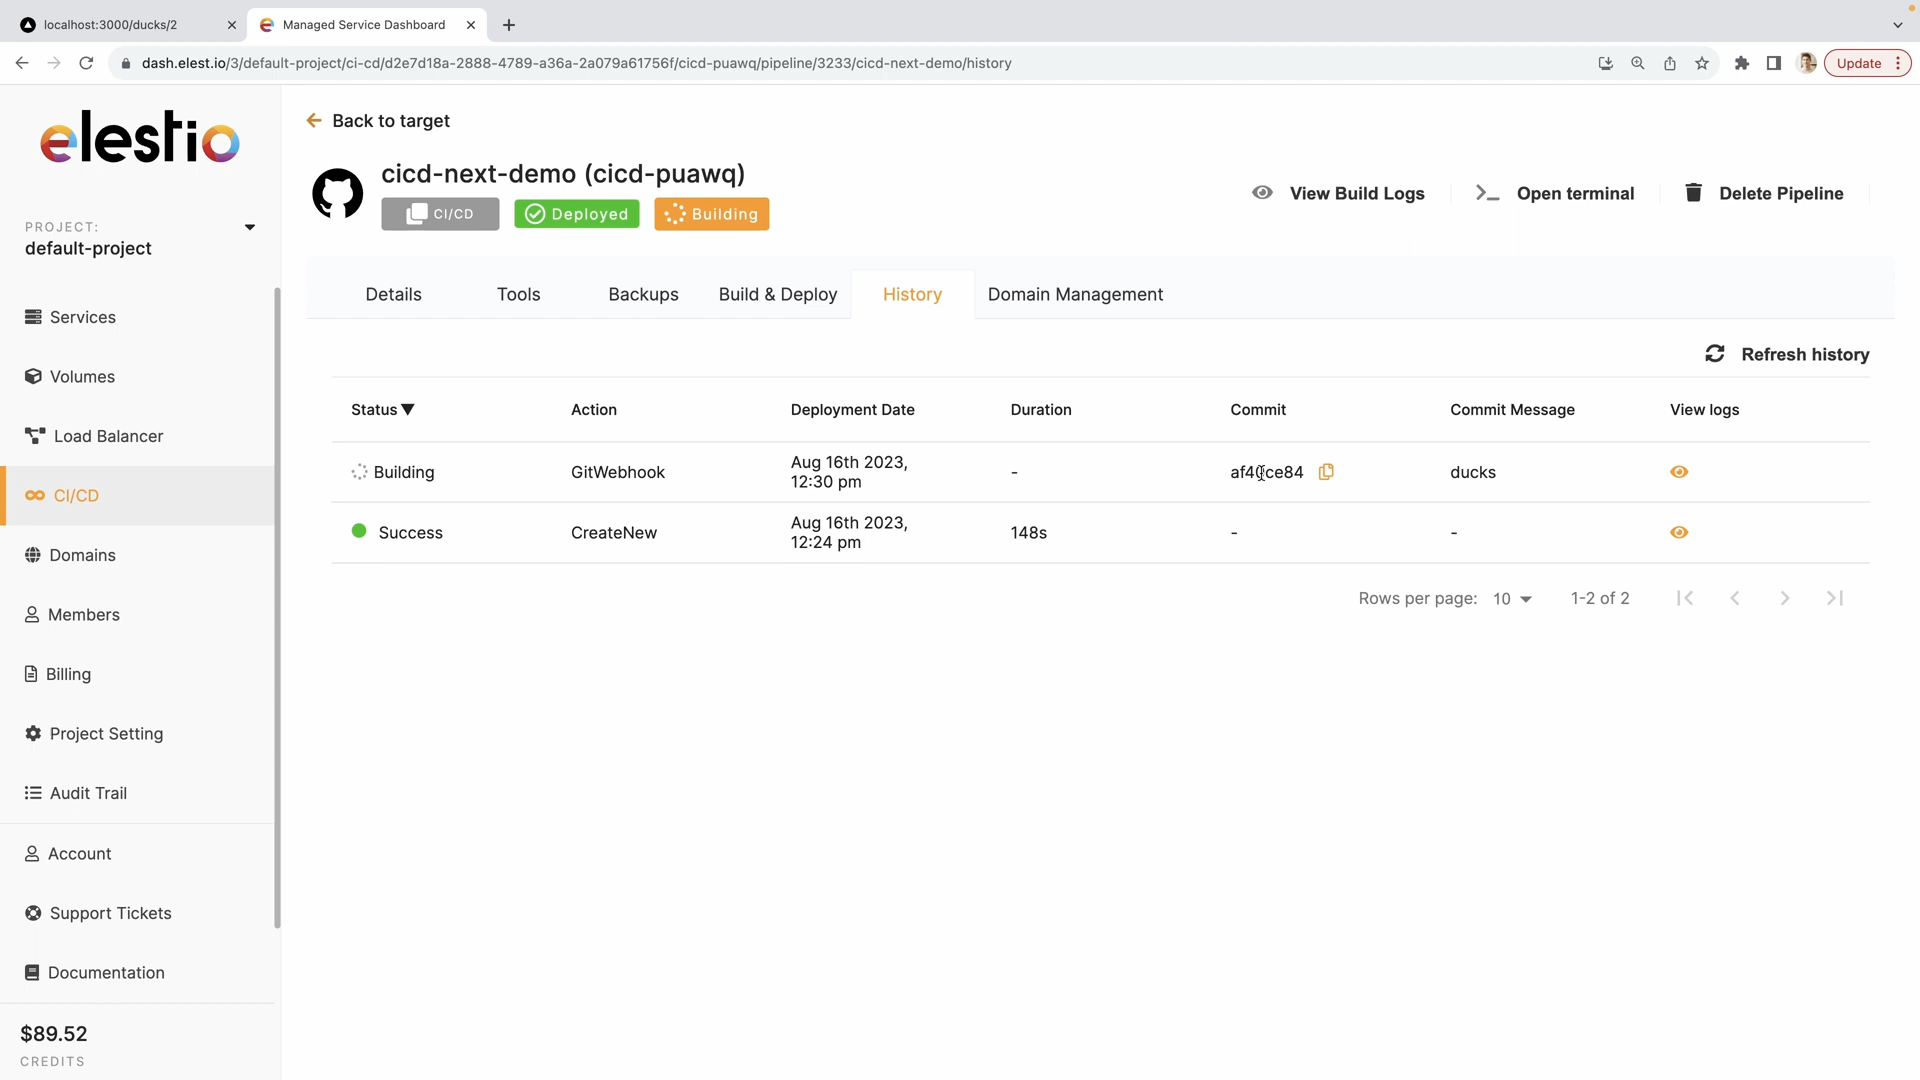 localhost:3000/ducks/2
Managed Service Dashboard
dash.elest.io/3/default-project/ci-cd/d2e7d18a-2888-4789-a36a-2a079a61756f/cicd-puawq/pipeline/3233/cicd-next-demo/history
Update
elestio
PROJECT:
default-project
Services
Volumes
Load Balancer
CI/CD
Domains
Members
Billing
Project Setting
Audit Trail
Account
Support Tickets
Documentation
$89.52
CREDITS
Back to target
cicd-next-demo (cicd-puawq)
CI/CD
Deployed
Building
View Build Logs
Open terminal
Delete Pipeline
Details
Tools
Backups
Build & Deploy
History
Domain Management
Refresh history
Status Action Deployment Date Duration Commit Commit Message View logs
Building GitWebhook Aug 16th 2023, 12:30 pm - ducks
Success CreateNew Aug 16th 2023, 12:24 pm 148s - -
Rows per page: 10 1-2 of 2